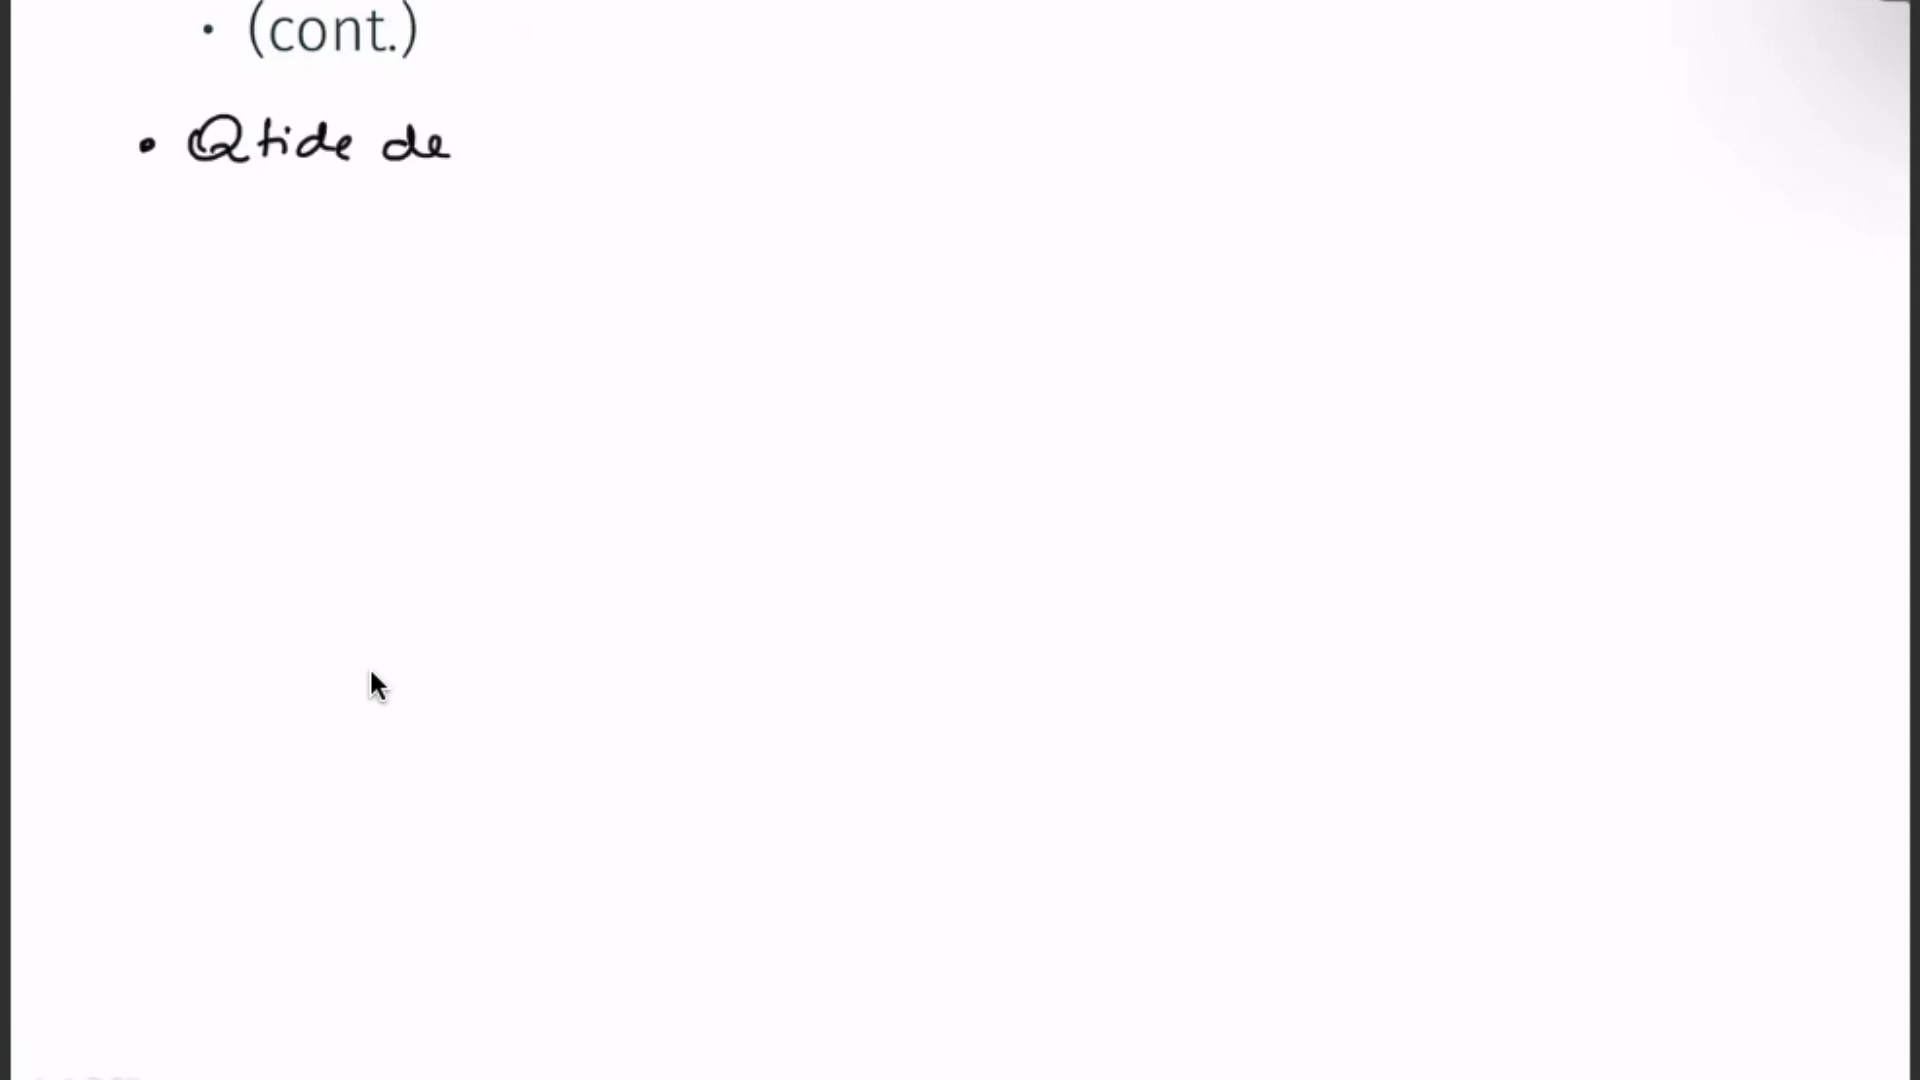 • (cont.)
• Qtide de